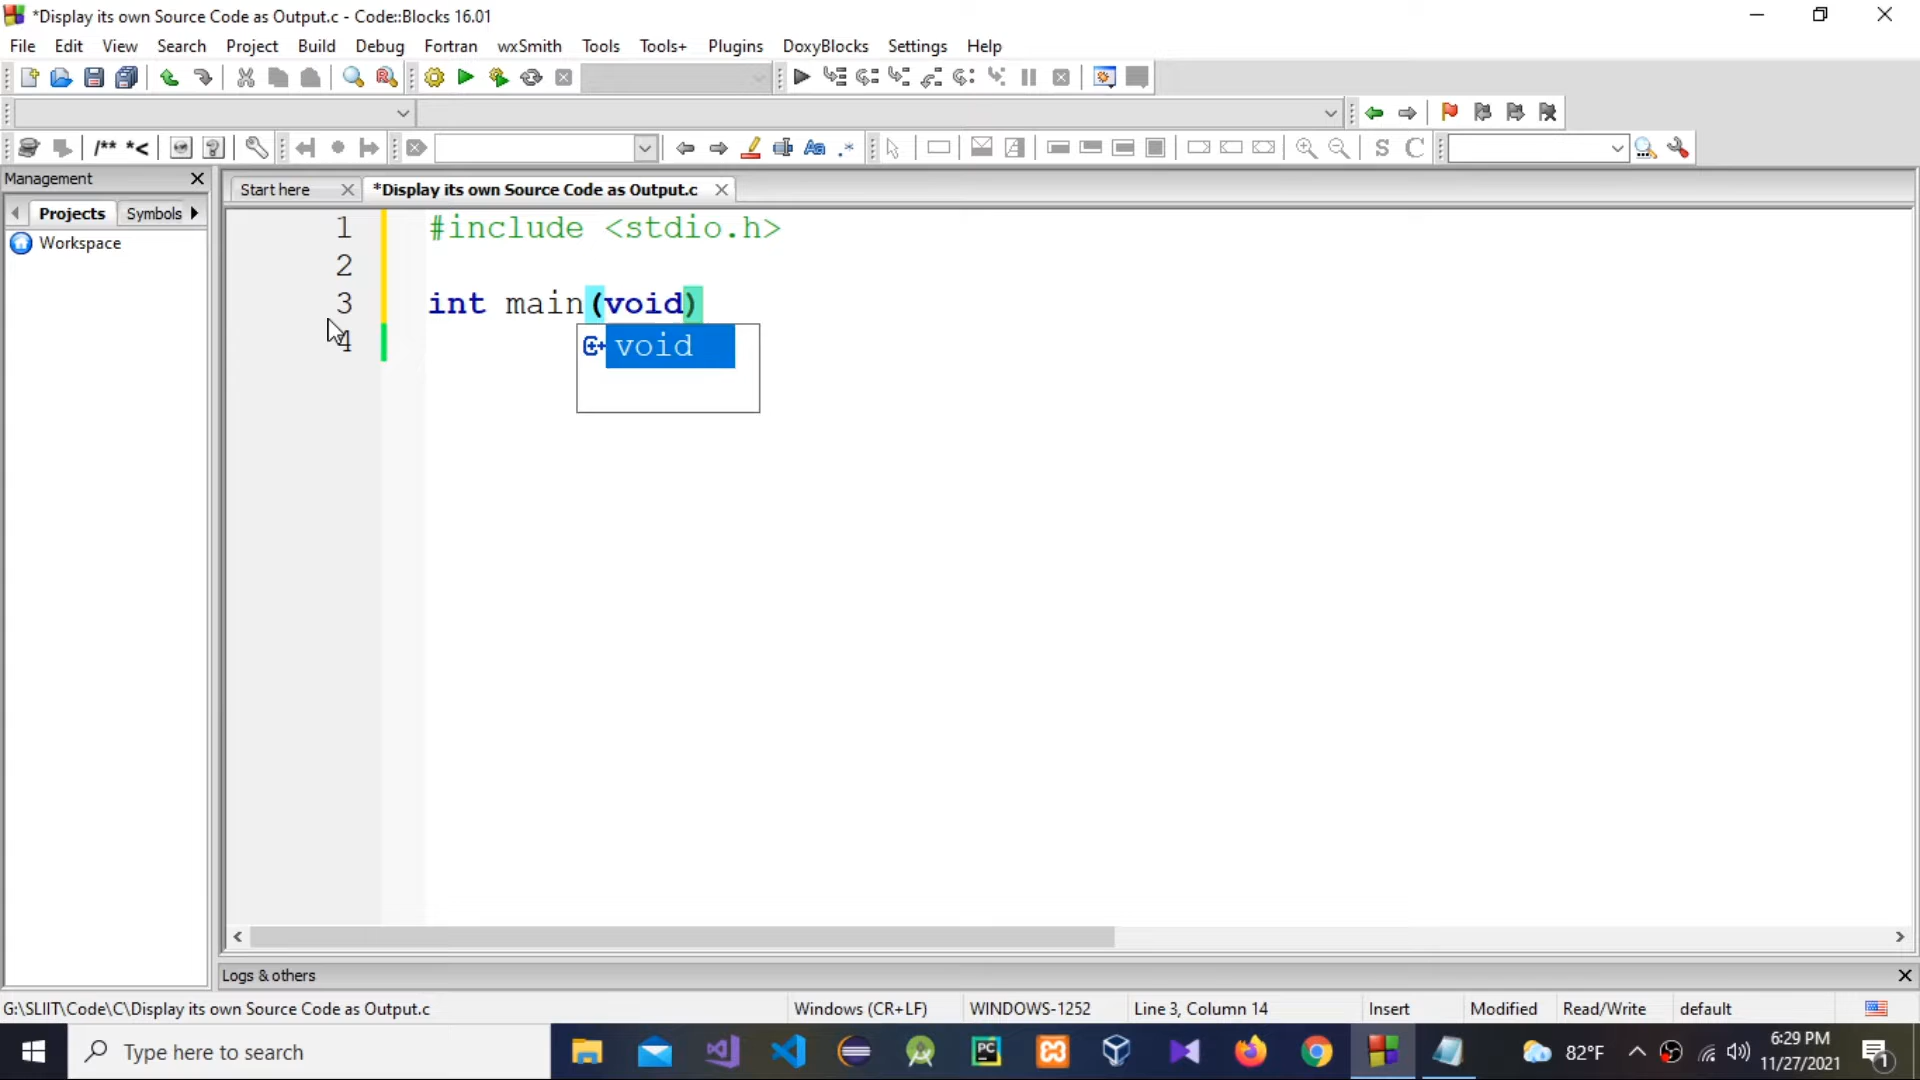 *Display its own Source Code as Output.c - Code::Blocks 16.01
File Edit View Search Project Build Debug Fortran wxSmith Tools Tools+ Plugins DoxyBlocks Settings Help
/** *<
S C
Management
Projects Symbols
Workspace
Start here
*Display its own Source Code as Output.c
1 #include <stdio.h>
2
3 int main(void)
4
void
Logs & others
G:\SLIIT\Code\C\Display its own Source Code as Output.c Windows (CR+LF) WINDOWS-1252 Line 3, Column 14 Insert Modified Read/Write default
Type here to search
82°F
6:29 PM
11/27/2021
1